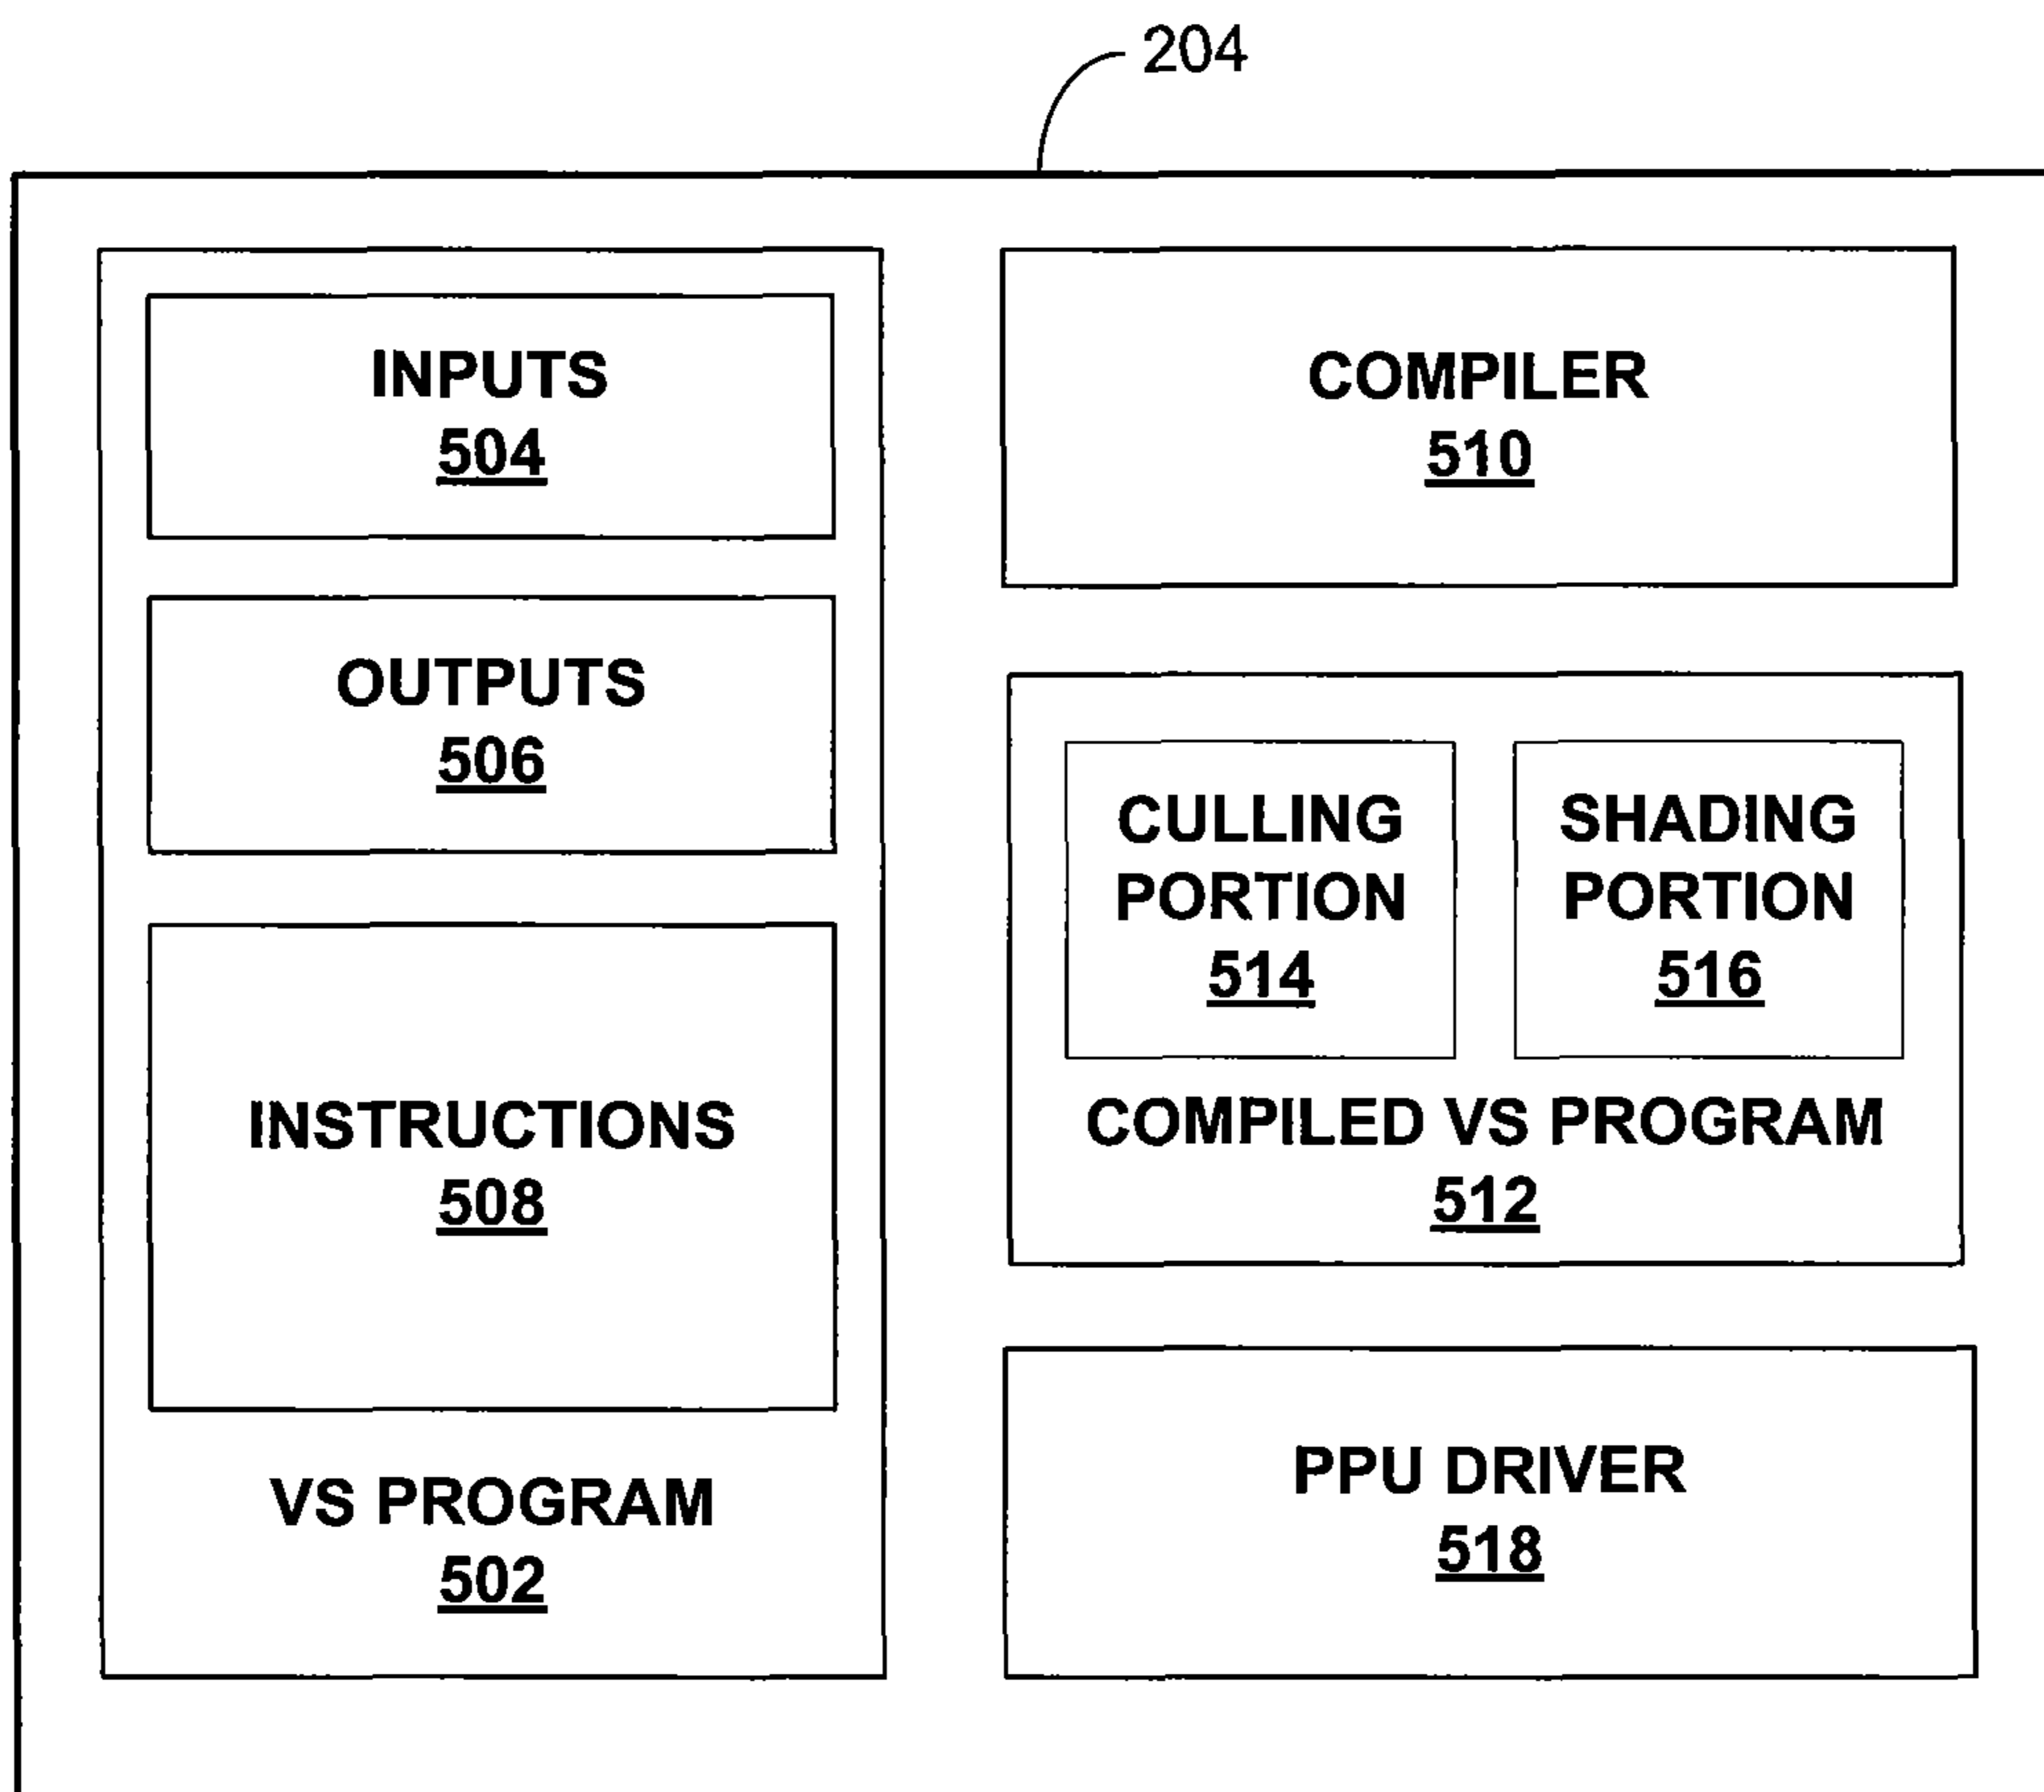 204
INPUTS
504
OUTPUTS
506
INSTRUCTIONS
508
VS PROGRAM
502
COMPILER
510
CULLING
PORTION
514
SHADING
PORTION
516
COMPILED VS PROGRAM
512
PPU DRIVER
518